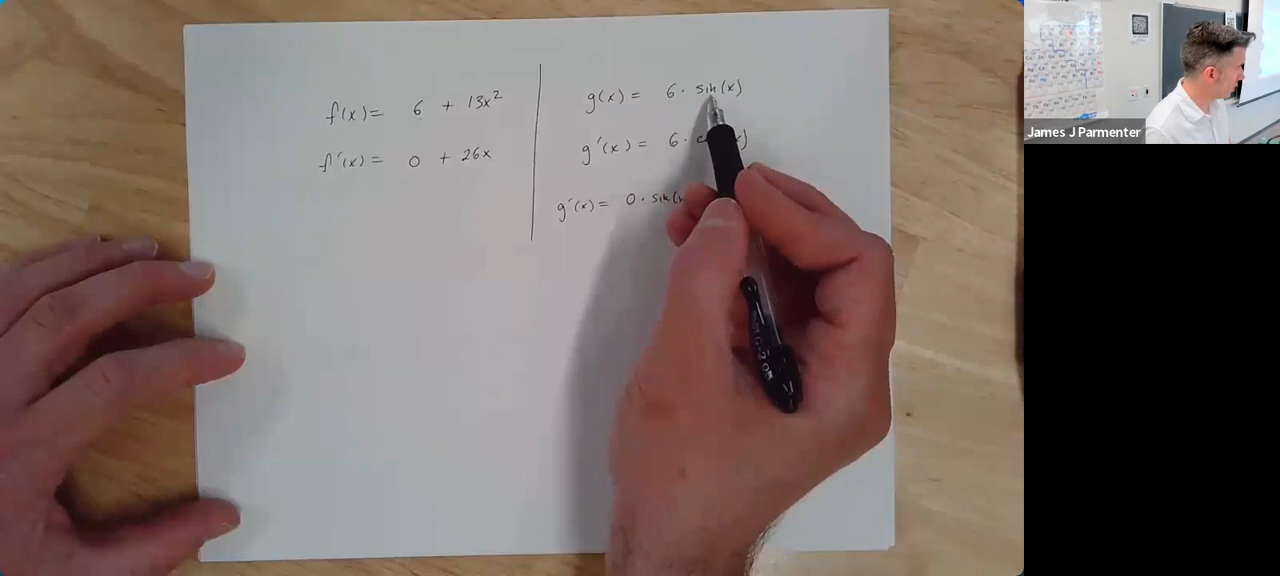 f(x) = 6 + 13x²
f'(x) = 0 + 26x
g(x) = 6 · sin(x)
g'(x) = 6 ·
g'(x) = 0 · sin(
James J Parmenter